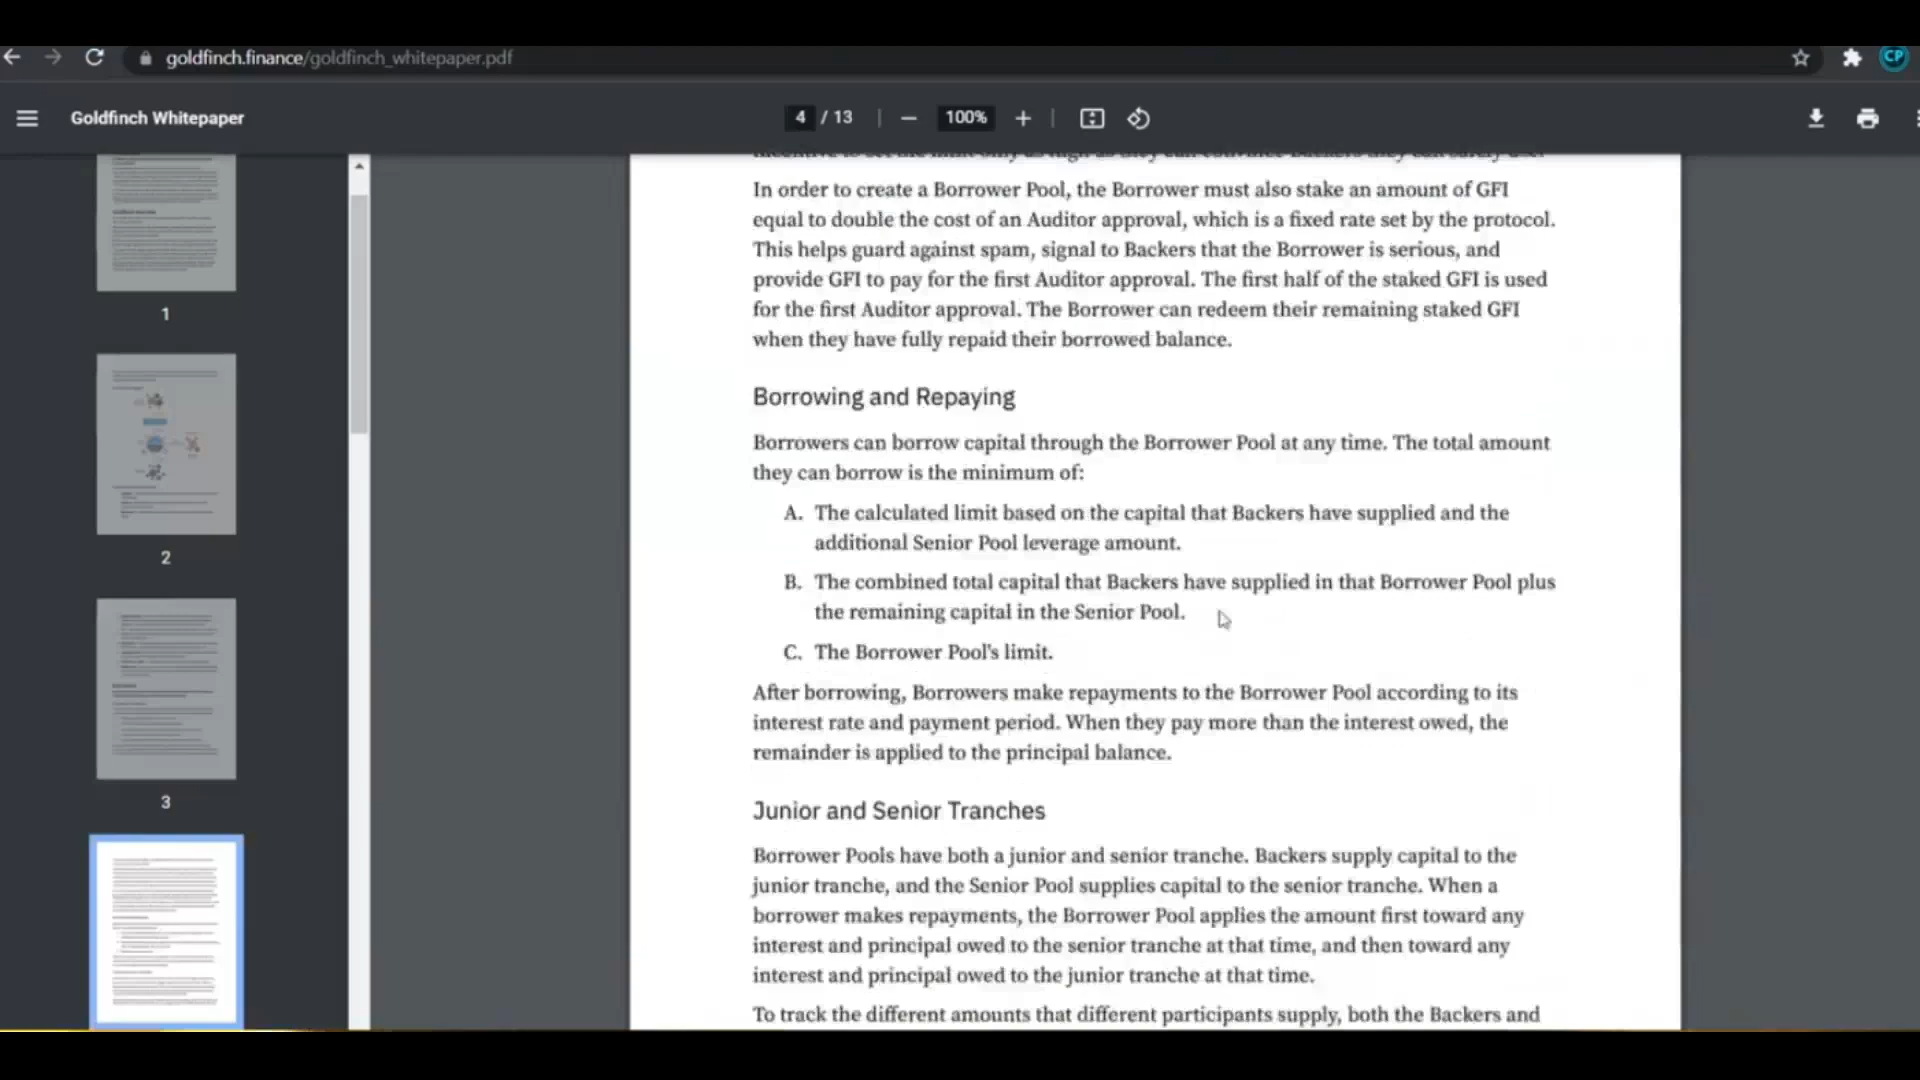 goldfinch.finance/goldfinch_whitepaper.pdf
CP
Goldfinch Whitepaper
4 / 13
100%
1
2
3
In order to create a Borrower Pool, the Borrower must also stake an amount of GFI
equal to double the cost of an Auditor approval, which is a fixed rate set by the protocol.
This helps guard against spam, signal to Backers that the Borrower is serious, and
provide GFI to pay for the first Auditor approval. The first half of the staked GFI is used
for the first Auditor approval. The Borrower can redeem their remaining staked GFI
when they have fully repaid their borrowed balance.
Borrowing and Repaying
Borrowers can borrow capital through the Borrower Pool at any time. The total amount
they can borrow is the minimum of:
A. The calculated limit based on the capital that Backers have supplied and the
additional Senior Pool leverage amount.
B. The combined total capital that Backers have supplied in that Borrower Pool plus
the remaining capital in the Senior Pool.
C. The Borrower Pool's limit.
After borrowing, Borrowers make repayments to the Borrower Pool according to its
interest rate and payment period. When they pay more than the interest owed, the
remainder is applied to the principal balance.
Junior and Senior Tranches
Borrower Pools have both a junior and senior tranche. Backers supply capital to the
junior tranche, and the Senior Pool supplies capital to the senior tranche. When a
borrower makes repayments, the Borrower Pool applies the amount first toward any
interest and principal owed to the senior tranche at that time, and then toward any
interest and principal owed to the junior tranche at that time.
To track the different amounts that different participants supply, both the Backers and